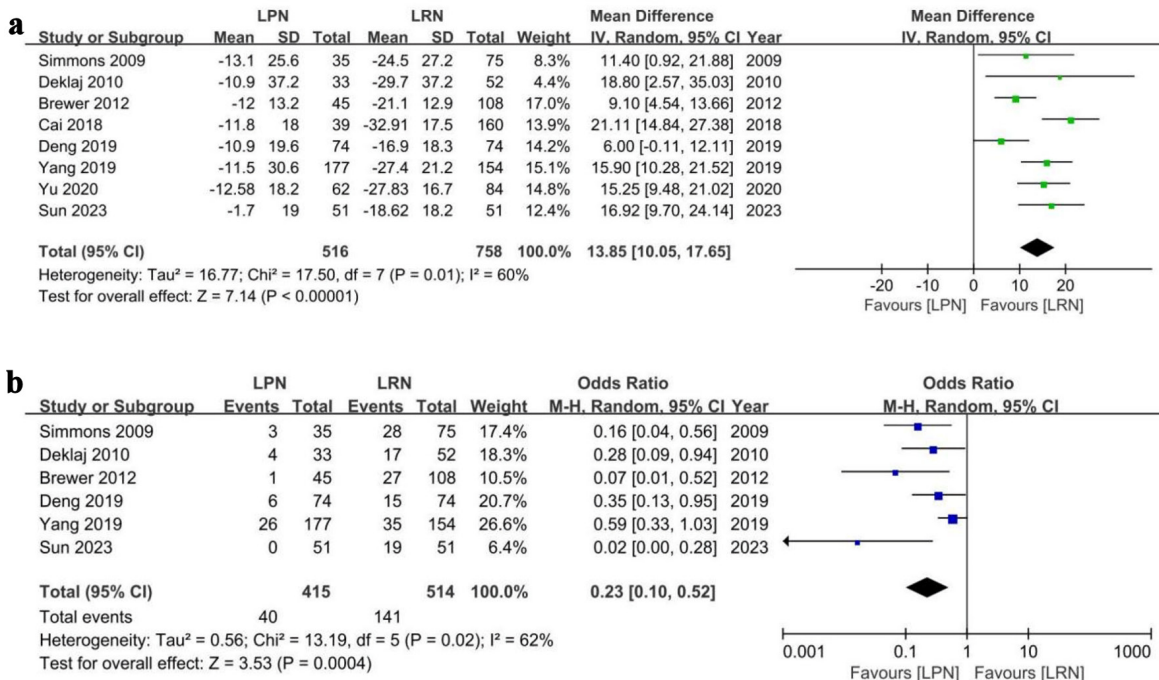 a
LPN LRN Mean Difference Mean Difference
Study or Subgroup Mean SD Total Mean SD Total Weight IV, Random, 95% CI Year IV, Random, 95% CI
Simmons 2009 -13.1 25.6 35 -24.5 27.2 75 8.3% 11.40 [0.92, 21.88] 2009
Deklaj 2010 -10.9 37.2 33 -29.7 37.2 52 4.4% 18.80 [2.57, 35.03] 2010
Brewer 2012 -12 13.2 45 -21.1 12.9 108 17.0% 9.10 [4.54, 13.66] 2012
Cai 2018 -11.8 18 39 -32.91 17.5 160 13.9% 21.11 [14.84, 27.38] 2018
Deng 2019 -10.9 19.6 74 -16.9 18.3 74 14.2% 6.00 [-0.11, 12.11] 2019
Yang 2019 -11.5 30.6 177 -27.4 21.2 154 15.1% 15.90 [10.28, 21.52] 2019
Yu 2020 -12.58 18.2 62 -27.83 16.7 84 14.8% 15.25 [9.48, 21.02] 2020
Sun 2023 -1.7 19 51 -18.62 18.2 51 12.4% 16.92 [9.70, 24.14] 2023
Total (95% CI) 516 758 100.0% 13.85 [10.05, 17.65]
Heterogeneity: Tau² = 16.77; Chi² = 17.50, df = 7 (P = 0.01); I² = 60%
Test for overall effect: Z = 7.14 (P < 0.00001)
-20 -10 0 10 20
Favours [LPN] Favours [LRN]
b
LPN LRN Odds Ratio Odds Ratio
Study or Subgroup Events Total Events Total Weight M-H, Random, 95% CI Year M-H, Random, 95% CI
Simmons 2009 3 35 28 75 17.4% 0.16 [0.04, 0.56] 2009
Deklaj 2010 4 33 17 52 18.3% 0.28 [0.09, 0.94] 2010
Brewer 2012 1 45 27 108 10.5% 0.07 [0.01, 0.52] 2012
Deng 2019 6 74 15 74 20.7% 0.35 [0.13, 0.95] 2019
Yang 2019 26 177 35 154 26.6% 0.59 [0.33, 1.03] 2019
Sun 2023 0 51 19 51 6.4% 0.02 [0.00, 0.28] 2023
Total (95% CI) 415 514 100.0% 0.23 [0.10, 0.52]
Total events 40 141
Heterogeneity: Tau² = 0.56; Chi² = 13.19, df = 5 (P = 0.02); I² = 62%
Test for overall effect: Z = 3.53 (P = 0.0004)
0.001 0.1 1 10 1000
Favours [LPN] Favours [LRN]